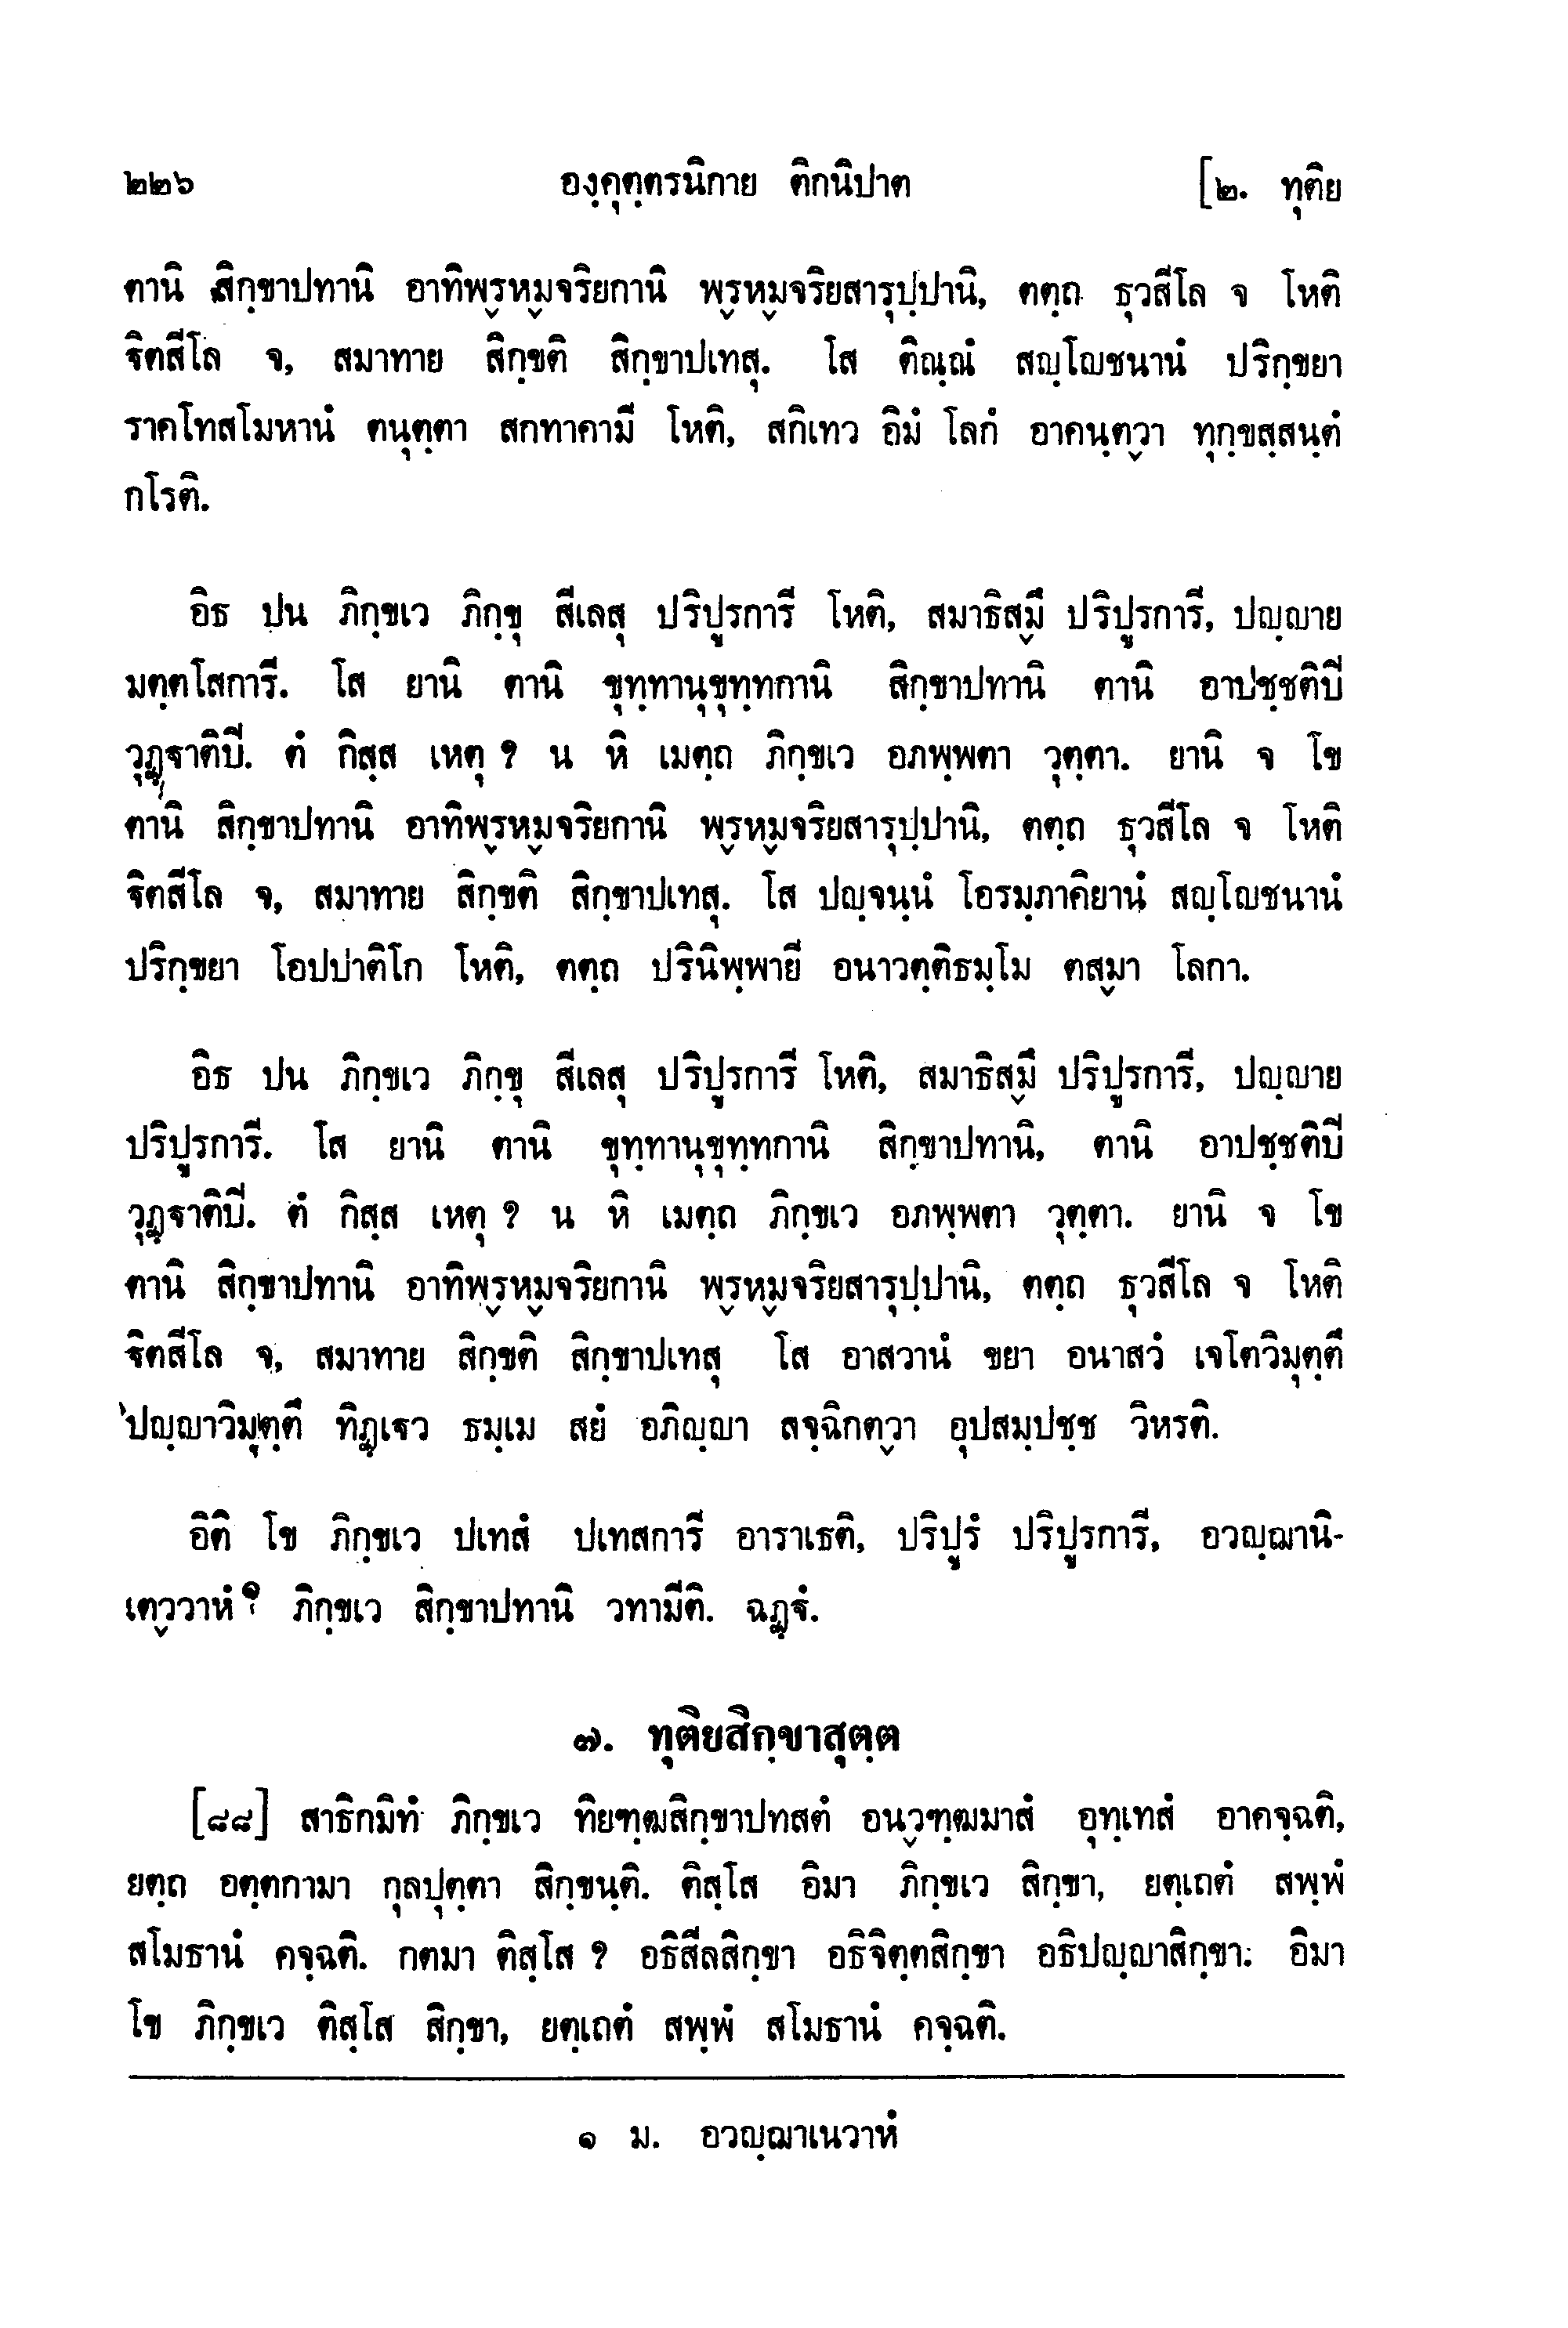 ๒๒๖ องฺคุตฺตรนิกาย ติกนิปาต [๒. ทุติย
ตานิ สิกฺขาปทานิ อาทิพฺรหฺมจริยกานิ พฺรหฺมจริยสารุปฺปานิ, ตตฺถ ธุวสีโล จ โหติ
ฐิตสีโล จ, สมาทาย สิกฺขติ สิกฺขาปเทสุ. โส ติณฺณํ สญฺโญชนานํ ปริกฺขยา
ราคโทสโมหานํ ตนุตฺตา สกทาคามี โหติ, สกิเทว อิมํ โลกํ อาคนฺตฺวา ทุกฺขสฺสนฺตํ
กโรติ.
อิธ ปน ภิกฺขเว ภิกฺขุ สีเลสุ ปริปูรการี โหติ, สมาธิสฺมึ ปริปูรการี, ปญฺญาย
มตฺตโสการี. โส ยานิ ตานิ ขุทฺทานุขุทฺทกานิ สิกฺขาปทานิ ตานิ อาปชฺชติปี
วุฏฺฐาติปี. ตํ กิสฺส เหตุ ? น หิ เมตฺถ ภิกฺขเว อภพฺพตา วุตฺตา. ยานิ จ โข
ตานิ สิกฺขาปทานิ อาทิพฺรหฺมจริยกานิ พฺรหฺมจริยสารุปฺปานิ, ตตฺถ ธุวสีโล จ โหติ
ฐิตสีโล จ, สมาทาย สิกฺขติ สิกฺขาปเทสุ. โส ปญฺจนฺนํ โอรมฺภาคิยานํ สญฺโญชนานํ
ปริกฺขยา โอปปาติโก โหติ, ตตฺถ ปรินิพฺพายี อนาวตฺติธมฺโม ตสฺมา โลกา.
อิธ ปน ภิกฺขเว ภิกฺขุ สีเลสุ ปริปูรการี โหติ, สมาธิสฺมึ ปริปูรการี, ปญฺญาย
ปริปูรการี. โส ยานิ ตานิ ขุทฺทานุขุทฺทกานิ สิกฺขาปทานิ, ตานิ อาปชฺชติปี
วุฏฺฐาติปี. ตํ กิสฺส เหตุ ? น หิ เมตฺถ ภิกฺขเว อภพฺพตา วุตฺตา. ยานิ จ โข
ตานิ สิกฺขาปทานิ อาทิพฺรหฺมจริยกานิ พฺรหฺมจริยสารุปฺปานิ, ตตฺถ ธุวสีโล จ โหติ
ฐิตสีโล จ, สมาทาย สิกฺขติ สิกฺขาปเทสุ โส อาสวานํ ขยา อนาสวํ เจโตวิมุตฺตึ
ปญฺญาวิมุตฺตึ ทิฏฺเฐว ธมฺเม สยํ อภิญฺญา สจฺฉิกตฺวา อุปสมฺปชฺช วิหรติ.
อิติ โข ภิกฺขเว ปเทสํ ปเทสการี อาราเธติ, ปริปูรํ ปริปูรการี, อวญฺฌานิ-
เตฺววาหํ๑ ภิกฺขเว สิกฺขาปทานิ วทามีติ. ฉฏฺฐํ.
๗. ทุติยสิกฺขาสุตฺต
[๘๘] สาธิกมิทํ ภิกฺขเว ทิยฑฺฒสิกฺขาปทสตํ อนฺวฑฺฒมาสํ อุทฺเทสํ อาคจฺฉติ,
ยตฺถ อตฺตกามา กุลปุตฺตา สิกฺขนฺติ. ติสฺโส อิมา ภิกฺขเว สิกฺขา, ยตฺเถตํ สพฺพํ
สโมธานํ คจฺฉติ. กตมา ติสฺโส ? อธิสีลสิกฺขา อธิจิตฺตสิกฺขา อธิปญฺญาสิกฺขา. อิมา
โข ภิกฺขเว ติสฺโส สิกฺขา, ยตฺเถตํ สพฺพํ สโมธานํ คจฺฉติ.
๑ ม. อวญฺฌาเนวาหํ